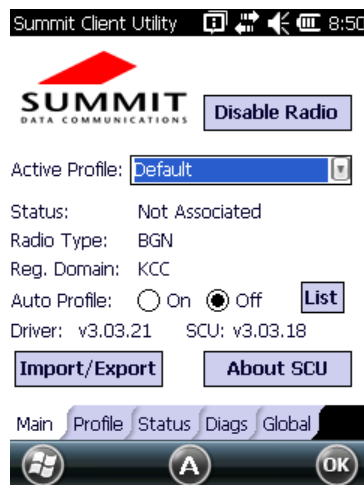 Summit Client Utility 8:50
SUMMIT
DATA COMMUNICATIONS
Disable Radio
Active Profile: Default
Status: Not Associated
Radio Type: BGN
Reg. Domain: KCC
Auto Profile: On Off List
Driver: v3.03.21 SCU: v3.03.18
Import/Export About SCU
Main Profile Status Diags Global
A OK